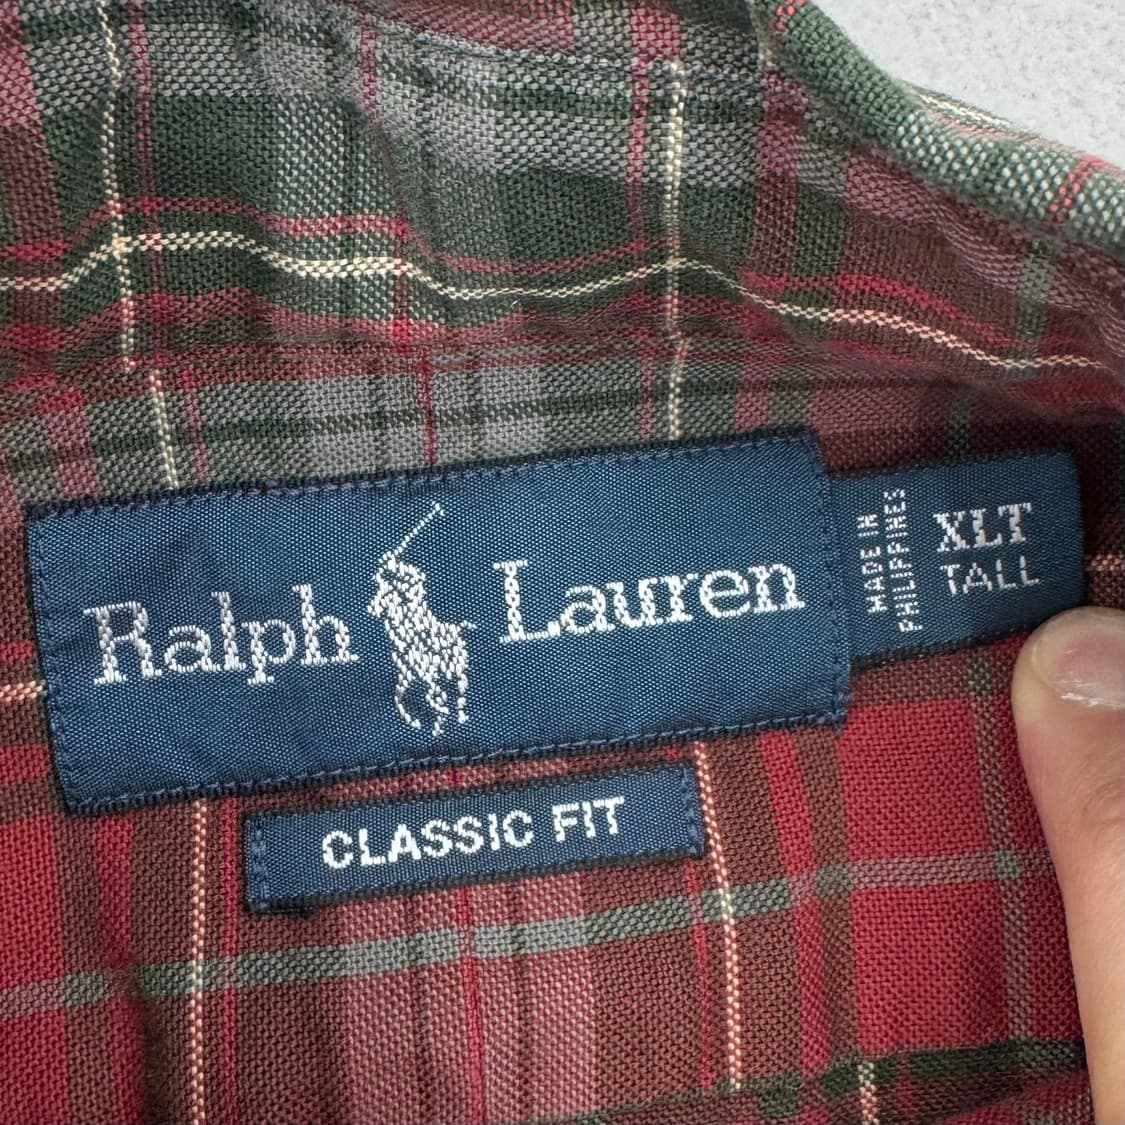 Ralph Lauren
MADE IN
PHILIPPINES
XLT
TALL
CLASSIC FIT